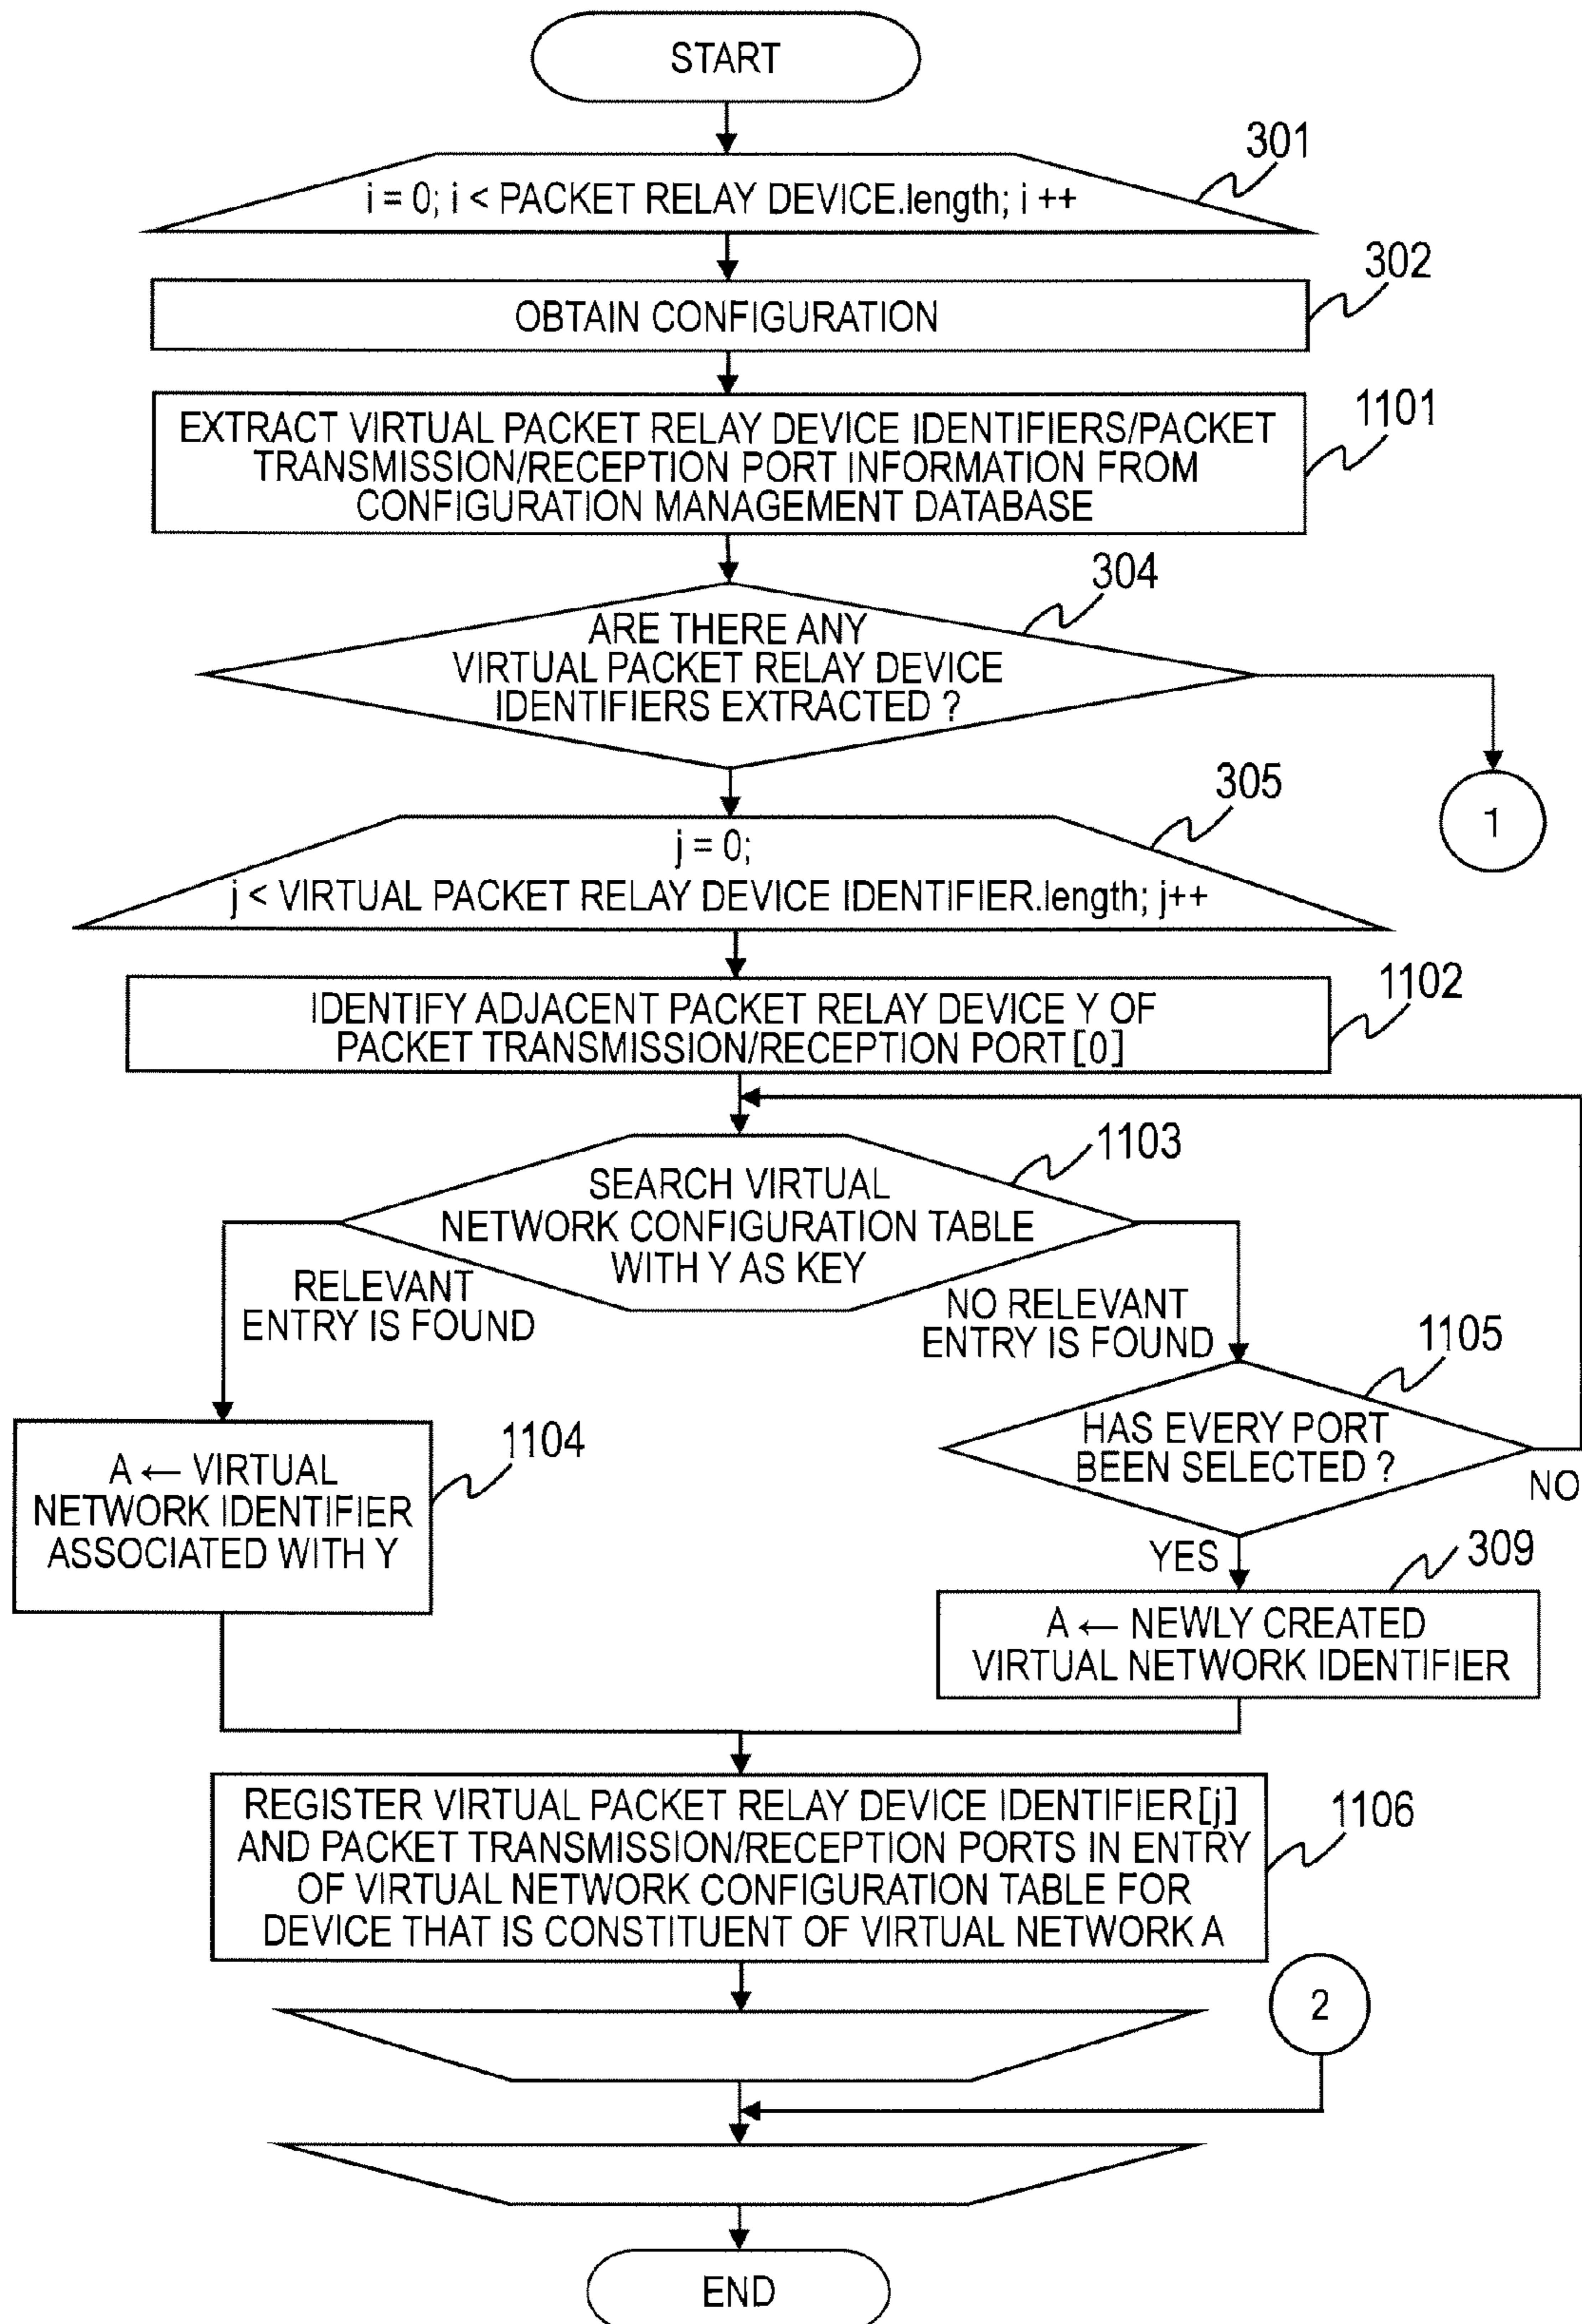 START
301
i = 0; i < PACKET RELAY DEVICE.length; i ++
302
OBTAIN CONFIGURATION
1101
EXTRACT VIRTUAL PACKET RELAY DEVICE IDENTIFIERS/PACKET
TRANSMISSION/RECEPTION PORT INFORMATION FROM
CONFIGURATION MANAGEMENT DATABASE
304
ARE THERE ANY
VIRTUAL PACKET RELAY DEVICE
IDENTIFIERS EXTRACTED ?
305
1
j = 0;
j < VIRTUAL PACKET RELAY DEVICE IDENTIFIER.length; j++
1102
IDENTIFY ADJACENT PACKET RELAY DEVICE Y OF
PACKET TRANSMISSION/RECEPTION PORT [0]
1103
SEARCH VIRTUAL
NETWORK CONFIGURATION TABLE
WITH Y AS KEY
RELEVANT
ENTRY IS FOUND
NO RELEVANT
ENTRY IS FOUND
1105
HAS EVERY PORT
BEEN SELECTED ?
NO
YES
1104
A ← VIRTUAL
NETWORK IDENTIFIER
ASSOCIATED WITH Y
309
A ← NEWLY CREATED
VIRTUAL NETWORK IDENTIFIER
1106
REGISTER VIRTUAL PACKET RELAY DEVICE IDENTIFIER [j]
AND PACKET TRANSMISSION/RECEPTION PORTS IN ENTRY
OF VIRTUAL NETWORK CONFIGURATION TABLE FOR
DEVICE THAT IS CONSTITUENT OF VIRTUAL NETWORK A
2
END